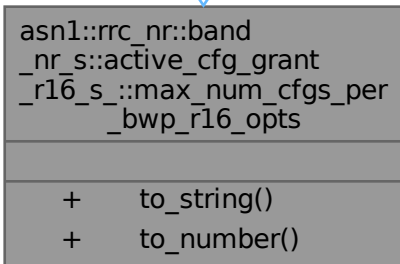 asn1::rrc_nr::band
_nr_s::active_cfg_grant
_r16_s_::max_num_cfgs_per
_bwp_r16_opts
+ to_string()
+ to_number()